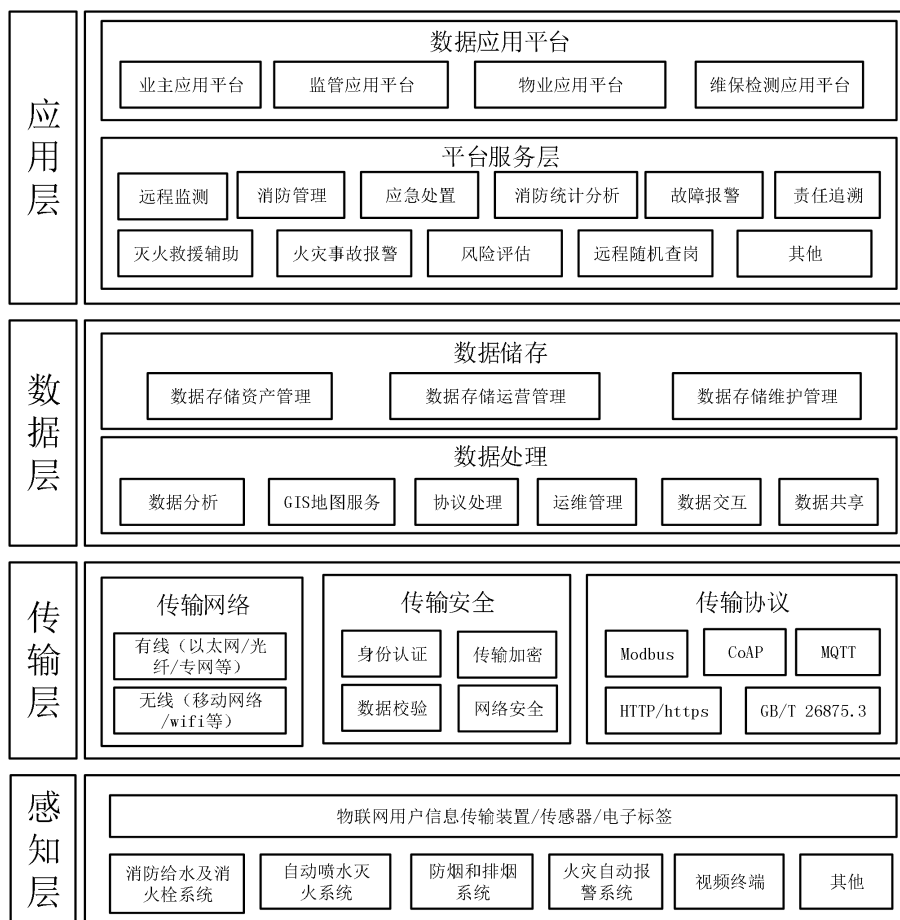 应用层
数据应用平台
业主应用平台
监管应用平台
物业应用平台
维保检测应用平台
平台服务层
远程监测
消防管理
应急处置
消防统计分析
故障报警
责任追溯
灭火救援辅助
火灾事故报警
风险评估
远程随机查岗
其他
数据层
数据储存
数据存储资产管理
数据存储运营管理
数据存储维护管理
数据处理
数据分析
GIS地图服务
协议处理
运维管理
数据交互
数据共享
传输层
传输网络
有线（以太网/光
纤/专网等）
无线（移动网络
/wifi等）
传输安全
身份认证
传输加密
数据校验
网络安全
传输协议
Modbus
CoAP
MQTT
HTTP/https
GB/T 26875.3
感知层
物联网用户信息传输装置/传感器/电子标签
消防给水及消
火栓系统
自动喷水灭
火系统
防烟和排烟
系统
火灾自动报
警系统
视频终端
其他